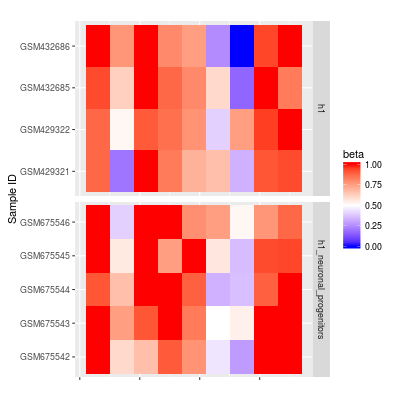 GSM432686
GSM432685
GSM429322
GSM429321
h1
GSM675546
GSM675545
GSM675544
GSM675543
GSM675542
h1_neuronal_progenitors
Sample ID
beta
1.00
0.75
0.50
0.25
0.00